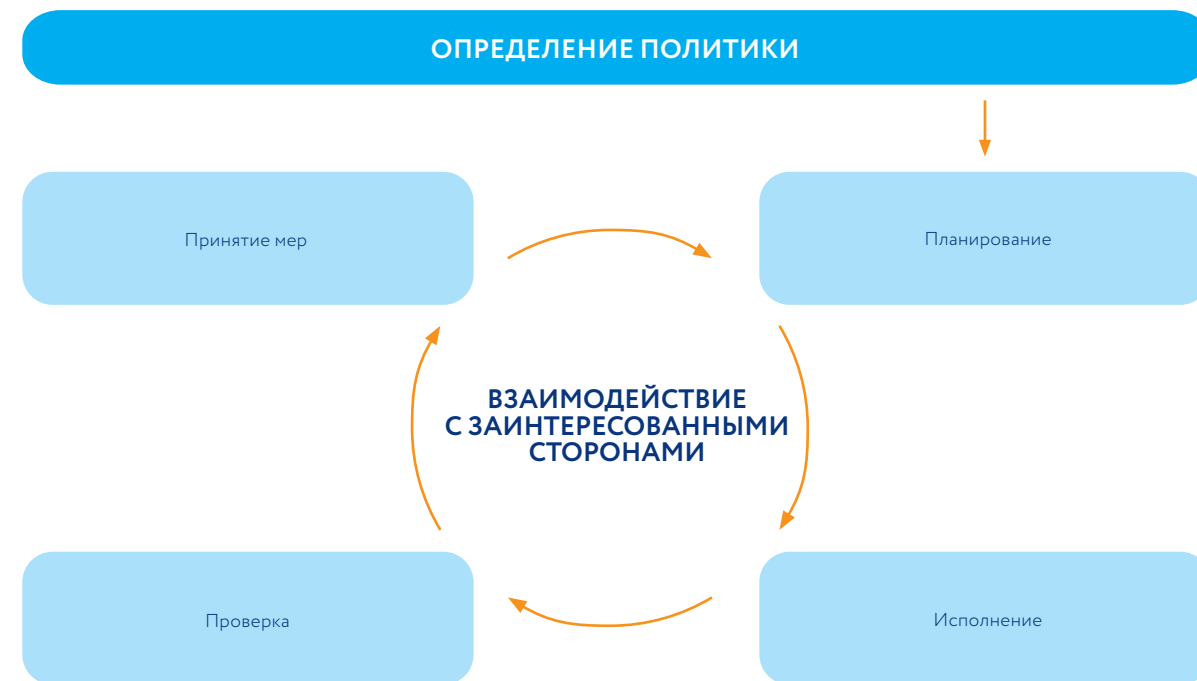 ОПРЕДЕЛЕНИЕ ПОЛИТИКИ
Принятие мер
Планирование
ВЗАИМОДЕЙСТВИЕ
С ЗАИНТЕРЕСОВАННЫМИ
СТОРОНАМИ
Проверка
Исполнение